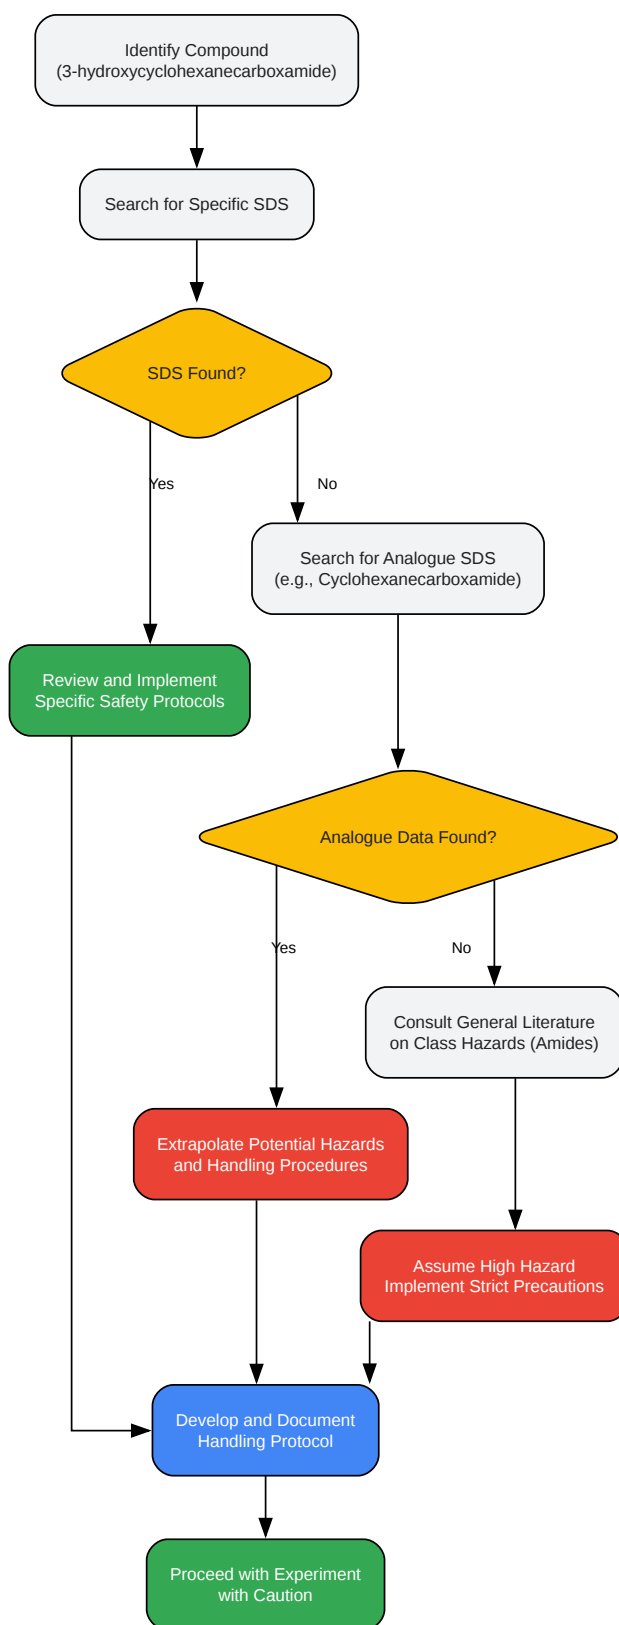 Identify Compound
(3-hydroxycyclohexanecarboxamide)
Search for Specific SDS
SDS Found?
Yes
No
Search for Analogue SDS
(e.g., Cyclohexanecarboxamide)
Review and Implement
Specific Safety Protocols
Analogue Data Found?
Yes
No
Consult General Literature
on Class Hazards (Amides)
Extrapolate Potential Hazards
and Handling Procedures
Assume High Hazard
Implement Strict Precautions
Develop and Document
Handling Protocol
Proceed with Experiment
with Caution